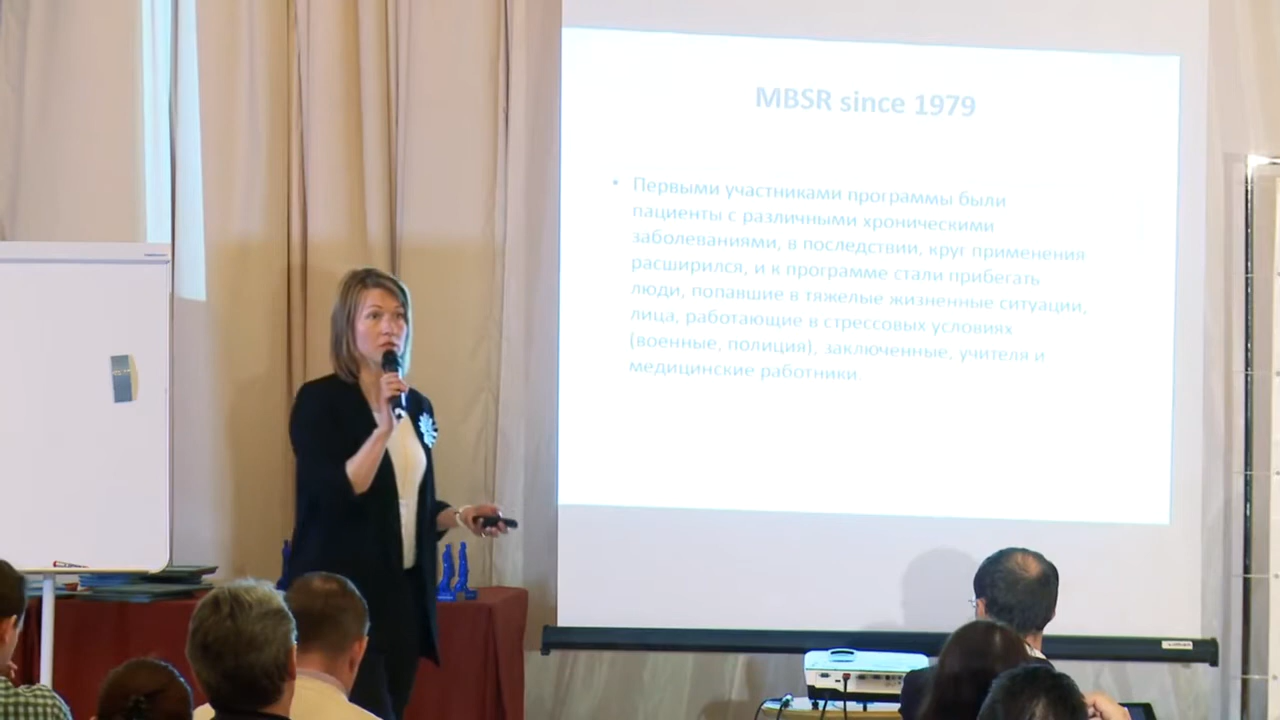 MBSR since 1979
• Первыми участниками программы были
пациенты с различными хроническими
заболеваниями, в последствии, круг применения
расширился, и к программе стали прибегать
люди, попавшие в тяжелые жизненные ситуации,
лица, работающие в стрессовых условиях
(военные, полиция), заключенные, учителя и
медицинские работники.